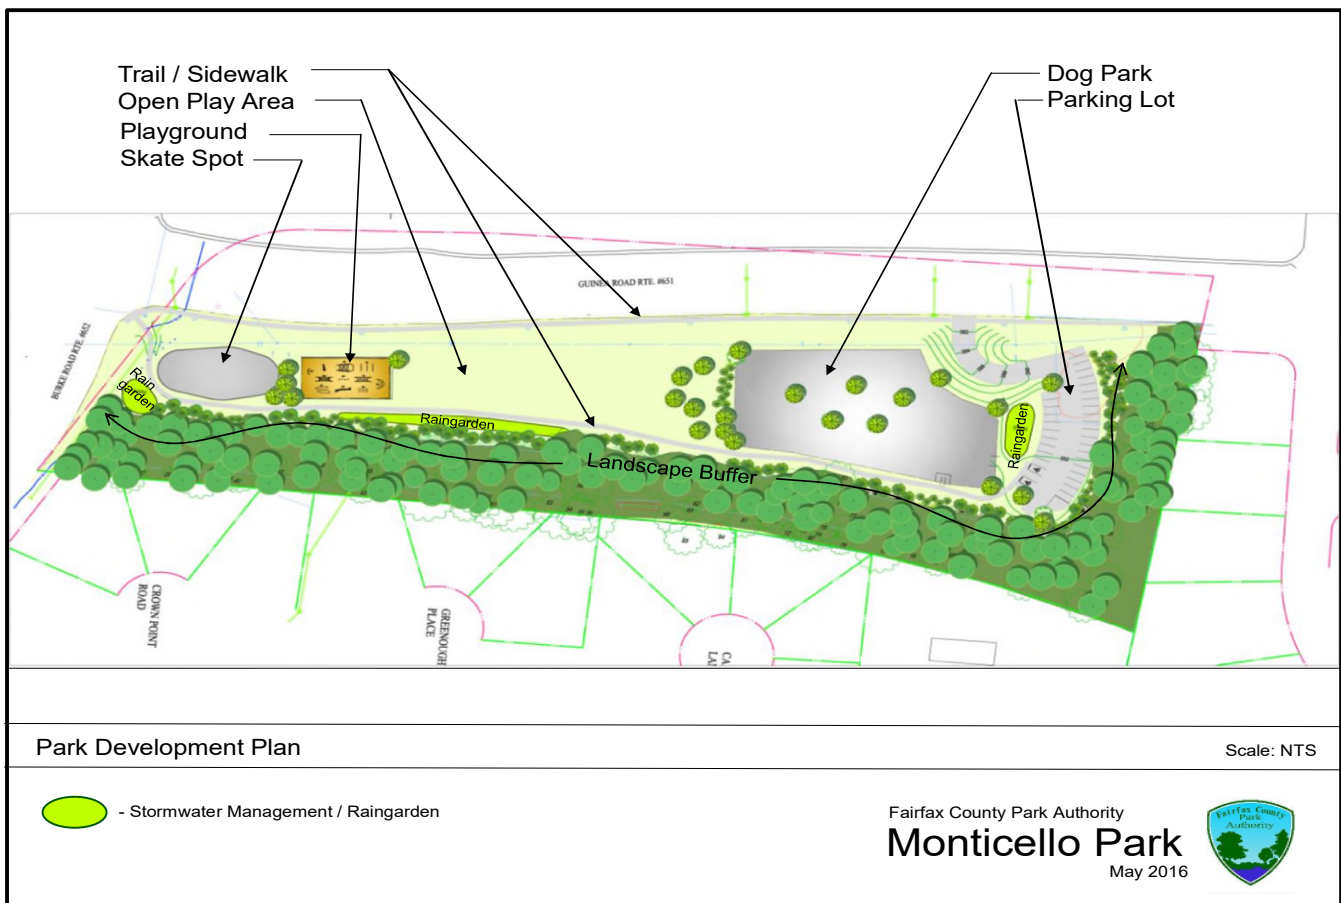 Trail / Sidewalk
Open Play Area
Playground
Skate Spot
Dog Park
Parking Lot
GUINEA ROAD RTE. #651
BURKE ROAD RTE. #652
Rain
garden
Raingarden
Raingarden
Landscape Buffer
CROWN POINT
ROAD
GREENOUGH
PLACE
CA
LA
Park Development Plan
Scale: NTS
- Stormwater Management / Raingarden
Fairfax County Park Authority
Monticello Park
May 2016
Fairfax County
Park
Authority